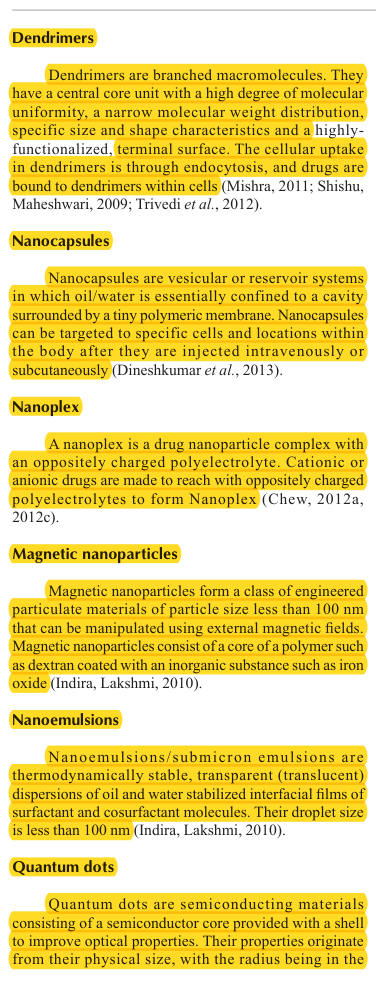 Dendrimers
Dendrimers are branched macromolecules. They
have a central core unit with a high degree of molecular
uniformity, a narrow molecular weight distribution,
specific size and shape characteristics and a highly-
functionalized, terminal surface. The cellular uptake
in dendrimers is through endocytosis, and drugs are
bound to dendrimers within cells (Mishra, 2011; Shishu,
Maheshwari, 2009; Trivedi et al., 2012).
Nanocapsules
Nanocapsules are vesicular or reservoir systems
in which oil/water is essentially confined to a cavity
surrounded by a tiny polymeric membrane. Nanocapsules
can be targeted to specific cells and locations within
the body after they are injected intravenously or
subcutaneously (Dineshkumar et al., 2013).
Nanoplex
A nanoplex is a drug nanoparticle complex with
an oppositely charged polyelectrolyte. Cationic or
anionic drugs are made to reach with oppositely charged
polyelectrolytes to form Nanoplex (Chew, 2012a,
2012c).
Magnetic nanoparticles
Magnetic nanoparticles form a class of engineered
particulate materials of particle size less than 100 nm
that can be manipulated using external magnetic fields.
Magnetic nanoparticles consist of a core of a polymer such
as dextran coated with an inorganic substance such as iron
oxide (Indira, Lakshmi, 2010).
Nanoemulsions
Nanoemulsions/submicron emulsions are
thermodynamically stable, transparent (translucent)
dispersions of oil and water stabilized interfacial films of
surfactant and cosurfactant molecules. Their droplet size
is less than 100 nm (Indira, Lakshmi, 2010).
Quantum dots
Quantum dots are semiconducting materials
consisting of a semiconductor core provided with a shell
to improve optical properties. Their properties originate
from their physical size, with the radius being in the